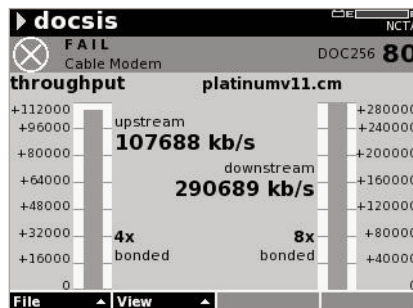 docsis
E
NCTA
FAIL
Cable Modem
DOC256 80
throughput platinumv11.cm
+112000
+96000
+80000
+64000
+48000
+32000
+16000
0
upstream
107688 kb/s
downstream
290689 kb/s
4x
bonded
8x
bonded
+280000
+240000
+200000
+160000
+120000
+80000
+40000
0
File View